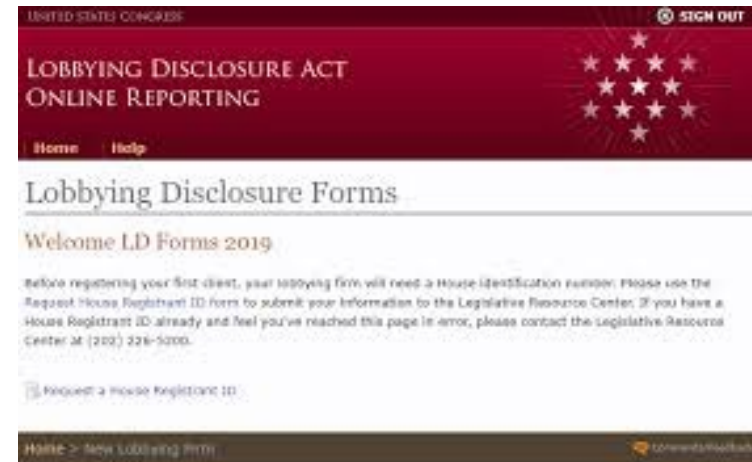 UNITED STATES CONGRESS
SIGN OUT
LOBBYING DISCLOSURE ACT
ONLINE REPORTING
Home Help
Lobbying Disclosure Forms
Welcome LD Forms 2019
Before registering your first client, your lobbying firm will need a House identification number. Please use the
Request House Registrant ID form to submit your information to the Legislative Resource Center. If you have a
House Registrant ID already and feel you've reached this page in error, please contact the Legislative Resource
Center at (202) 226-5200.
Request a House Registrant ID
Home > New Lobbying Firm
Comments/Feedback